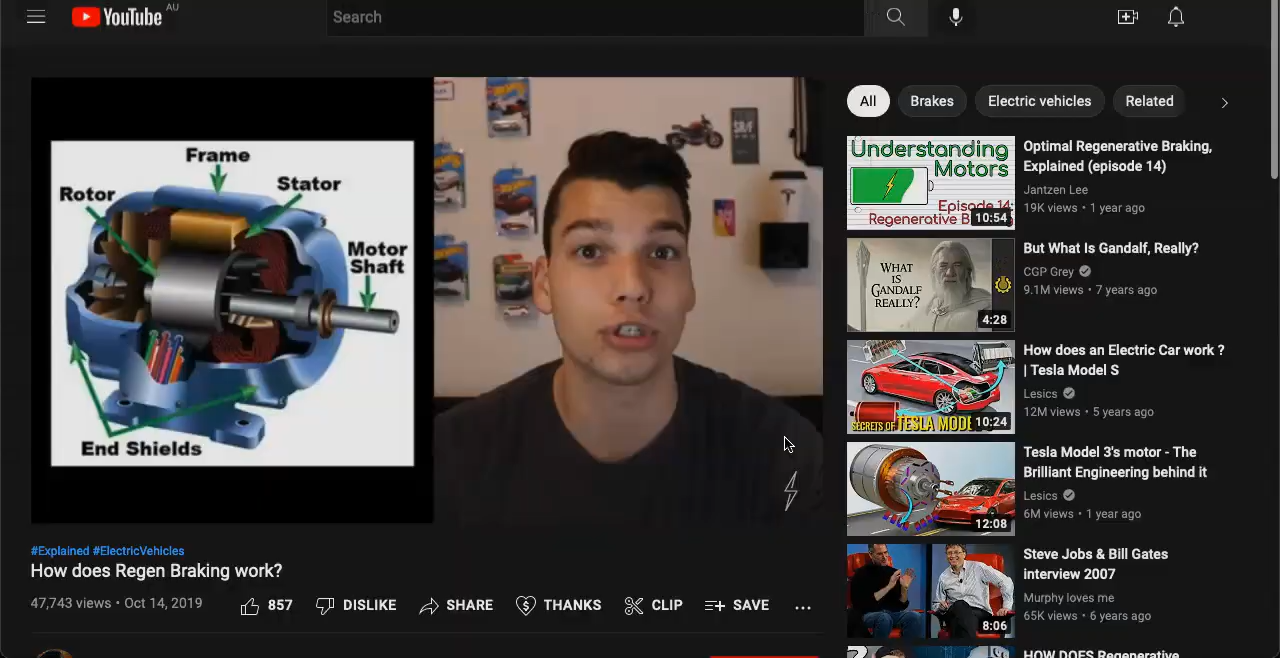 YouTube AU
Search
Frame
Rotor
Stator
Motor
Shaft
End Shields
SR/F
#Explained #ElectricVehicles
How does Regen Braking work?
47,743 views • Oct 14, 2019
857
DISLIKE
SHARE
THANKS
CLIP
SAVE
All
Brakes
Electric vehicles
Related
Understanding
Motors
Episode 14:
Regenerative B
10:54
Optimal Regenerative Braking,
Explained (episode 14)
Jantzen Lee
19K views • 1 year ago
WHAT
IS
GANDALF
REALLY?
4:28
But What Is Gandalf, Really?
CGP Grey
9.1M views • 7 years ago
SECRETS OF TESLA MODE
10:24
How does an Electric Car work ?
| Tesla Model S
Lesics
12M views • 5 years ago
12:08
Tesla Model 3's motor - The
Brilliant Engineering behind it
Lesics
6M views • 1 year ago
8:06
Steve Jobs & Bill Gates
interview 2007
Murphy loves me
65K views • 6 years ago
HOW DOES Regenerative